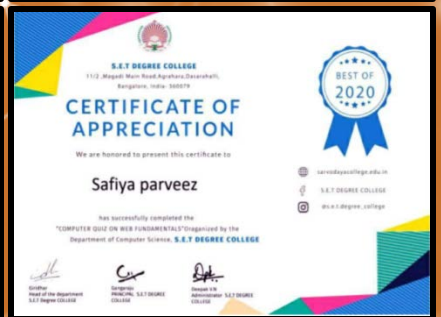 S.E.T DEGREE COLLEGE
11/2 ,Magadi Main Road,Agrahara,Dasarahalli,
Bangalore, India- 560079
CERTIFICATE OF
APPRECIATION
We are honored to present this certificate to
Safiya parveez
has successfully completed the
"COMPUTER QUIZ ON WEB FUNDAMENTALS"Oraganized by the
Department of Computer Science, S.E.T DEGREE COLLEGE
BEST OF
2020
sarvodayacollege.edu.in
S.E.T DEGREE COLLEGE
@s.e.t.degree. college
Giridhar
Head of the department
S.E.T Degree COLLEGE
Gangaraju
PRINCIPAL S.E.T DEGREE
COLLEGE
Deepak V.N
Administrator S.E.T DEGREE
COLLEGE